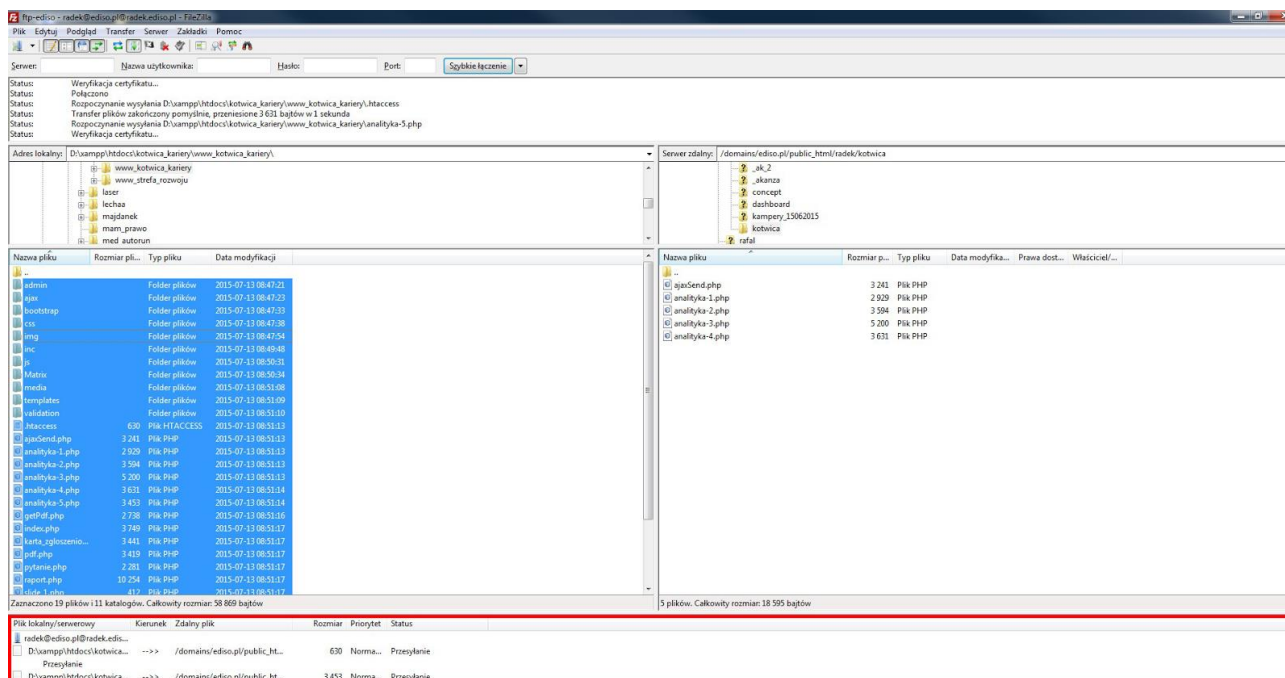 ftp-ediso - radek@ediso.pl@radek.ediso.pl - FileZilla
Plik Edytuj Podgląd Transfer Serwer Zakładki Pomoc
Serwer: Nazwa użytkownika: Hasło: Port: Szybkie łączenie
Status: Weryfikacja certyfikatu...
Status: Połączono
Status: Rozpoczynanie wysyłania D:\xampp\htdocs\kotwica_kariery\www_kotwica_kariery\.htaccess
Status: Transfer plików zakończony pomyślnie, przeniesione 3 631 bajtów w 1 sekunda
Status: Rozpoczynanie wysyłania D:\xampp\htdocs\kotwica_kariery\www_kotwica_kariery\analityka-5.php
Status: Weryfikacja certyfikatu...
Adres lokalny: D:\xampp\htdocs\kotwica_kariery\www_kotwica_kariery\
www_kotwica_kariery
www_strefa_rozwoju
laser
lechaa
majdanek
mam_prawo
med_autorun
Nazwa pliku Rozmiar pli... Typ pliku Data modyfikacji
..
admin Folder plików 2015-07-13 08:47:21
ajax Folder plików 2015-07-13 08:47:23
bootstrap Folder plików 2015-07-13 08:47:33
css Folder plików 2015-07-13 08:47:38
img Folder plików 2015-07-13 08:47:54
inc Folder plików 2015-07-13 08:49:48
js Folder plików 2015-07-13 08:50:31
Matrix Folder plików 2015-07-13 08:50:34
media Folder plików 2015-07-13 08:51:08
templates Folder plików 2015-07-13 08:51:09
validation Folder plików 2015-07-13 08:51:10
.htaccess 630 Plik HTACCESS 2015-07-13 08:51:13
ajaxSend.php 3 241 Plik PHP 2015-07-13 08:51:13
analityka-1.php 2 929 Plik PHP 2015-07-13 08:51:13
analityka-2.php 3 594 Plik PHP 2015-07-13 08:51:13
analityka-3.php 5 200 Plik PHP 2015-07-13 08:51:13
analityka-4.php 3 631 Plik PHP 2015-07-13 08:51:14
analityka-5.php 3 453 Plik PHP 2015-07-13 08:51:14
getPdf.php 2 738 Plik PHP 2015-07-13 08:51:16
index.php 3 749 Plik PHP 2015-07-13 08:51:17
karta_zgloszenio... 3 441 Plik PHP 2015-07-13 08:51:17
pdf.php 3 419 Plik PHP 2015-07-13 08:51:17
pytanie.php 2 281 Plik PHP 2015-07-13 08:51:17
raport.php 10 254 Plik PHP 2015-07-13 08:51:17
slide_1.php 412 Plik PHP 2015-07-13 08:51:17
Zaznaczono 19 plików i 11 katalogów. Całkowity rozmiar: 58 869 bajtów
Serwer zdalny: /domains/ediso.pl/public_html/radek/kotwica
_ak_2
_akanza
concept
dashboard
kampery_15062015
kotwica
rafal
Nazwa pliku Rozmiar p... Typ pliku Data modyfika... Prawa dost... Właściciel/...
..
ajaxSend.php 3 241 Plik PHP
analityka-1.php 2 929 Plik PHP
analityka-2.php 3 594 Plik PHP
analityka-3.php 5 200 Plik PHP
analityka-4.php 3 631 Plik PHP
5 plików. Całkowity rozmiar: 18 595 bajtów
Plik lokalny/serwerowy Kierunek Zdalny plik Rozmiar Priorytet Status
radek@ediso.pl@radek.edis...
D:\xampp\htdocs\kotwica... -->> /domains/ediso.pl/public_ht... 630 Norma... Przesyłanie
Przesyłanie
D:\xampp\htdocs\kotwica... -->> /domains/ediso.pl/public_ht... 3 453 Norma... Przesyłanie